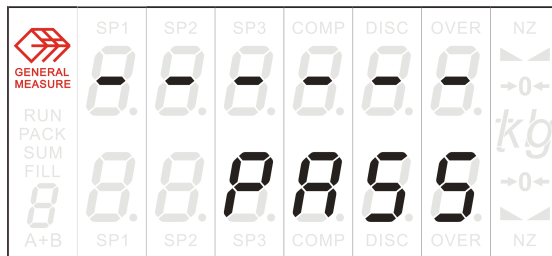 SP1 SP2 SP3 COMP DISC OVER NZ
GENERAL
MEASURE
- - - - - -
→0←
RUN
PACK
SUM
FILL
kg
PASS
→0←
A+B SP1 SP2 SP3 COMP DISC OVER NZ